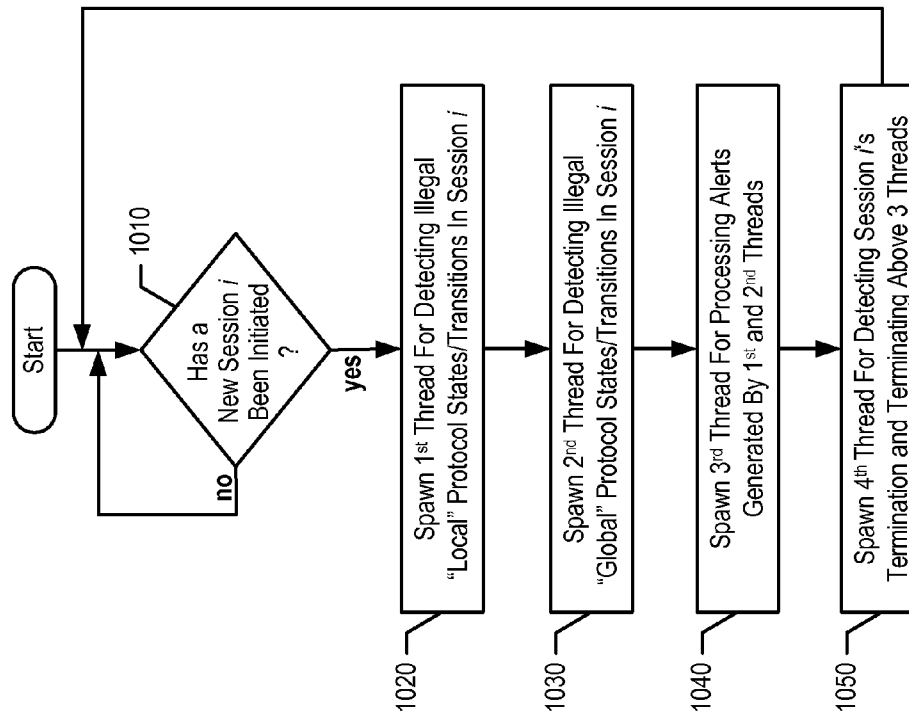 Start
1010
Has a
New Session i
Been Initiated
?
no
yes
1020
Spawn 1st Thread For Detecting Illegal
“Local” Protocol States/Transitions In Session i
1030
Spawn 2nd Thread For Detecting Illegal
“Global” Protocol States/Transitions In Session i
1040
Spawn 3rd Thread For Processing Alerts
Generated By 1st and 2nd Threads
1050
Spawn 4th Thread For Detecting Session i's
Termination and Terminating Above 3 Threads